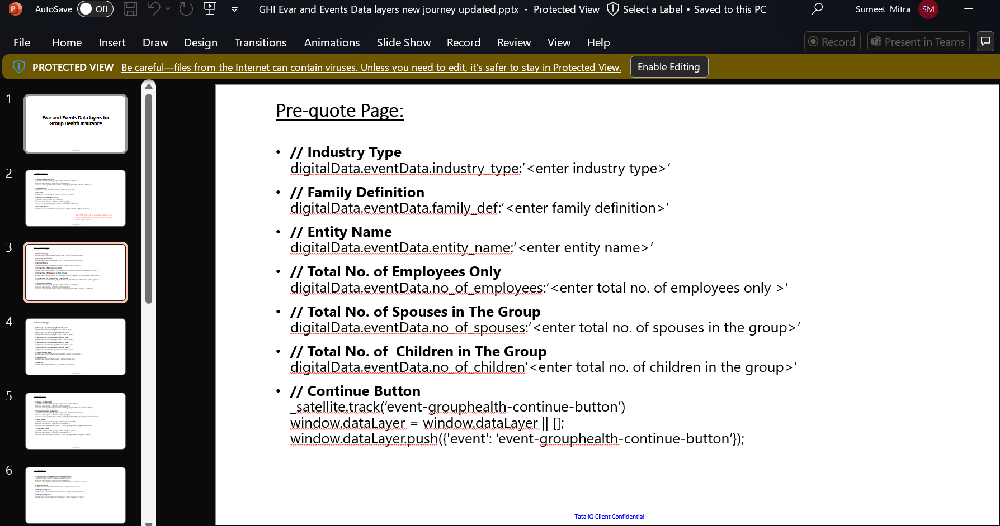 AutoSave Off GHI Evar and Events Data layers new journey updated.pptx - Protected View Select a Label • Saved to this PC Sumeet Mitra SM
File Home Insert Draw Design Transitions Animations Slide Show Record Review View Help Record Present in Teams
PROTECTED VIEW Be careful—files from the Internet can contain viruses. Unless you need to edit, it's safer to stay in Protected View. Enable Editing
1
Evar and Events Data layers for
Group Health Insurance
2
3
4
5
6
Pre-quote Page:
• // Industry Type
digitalData.eventData.industry_type:’<enter industry type>’
• // Family Definition
digitalData.eventData.family_def:’<enter family definition>’
• // Entity Name
digitalData.eventData.entity_name:’<enter entity name>’
• // Total No. of Employees Only
digitalData.eventData.no_of_employees:’<enter total no. of employees only >’
• // Total No. of Spouses in The Group
digitalData.eventData.no_of_spouses:’<enter total no. of spouses in the group>’
• // Total No. of  Children in The Group
digitalData.eventData.no_of_children’<enter total no. of children in the group>’
• // Continue Button
_satellite.track(‘event-grouphealth-continue-button’)
window.dataLayer = window.dataLayer || [];
window.dataLayer.push({'event': ‘event-grouphealth-continue-button’});
Tata iQ Client Confidential